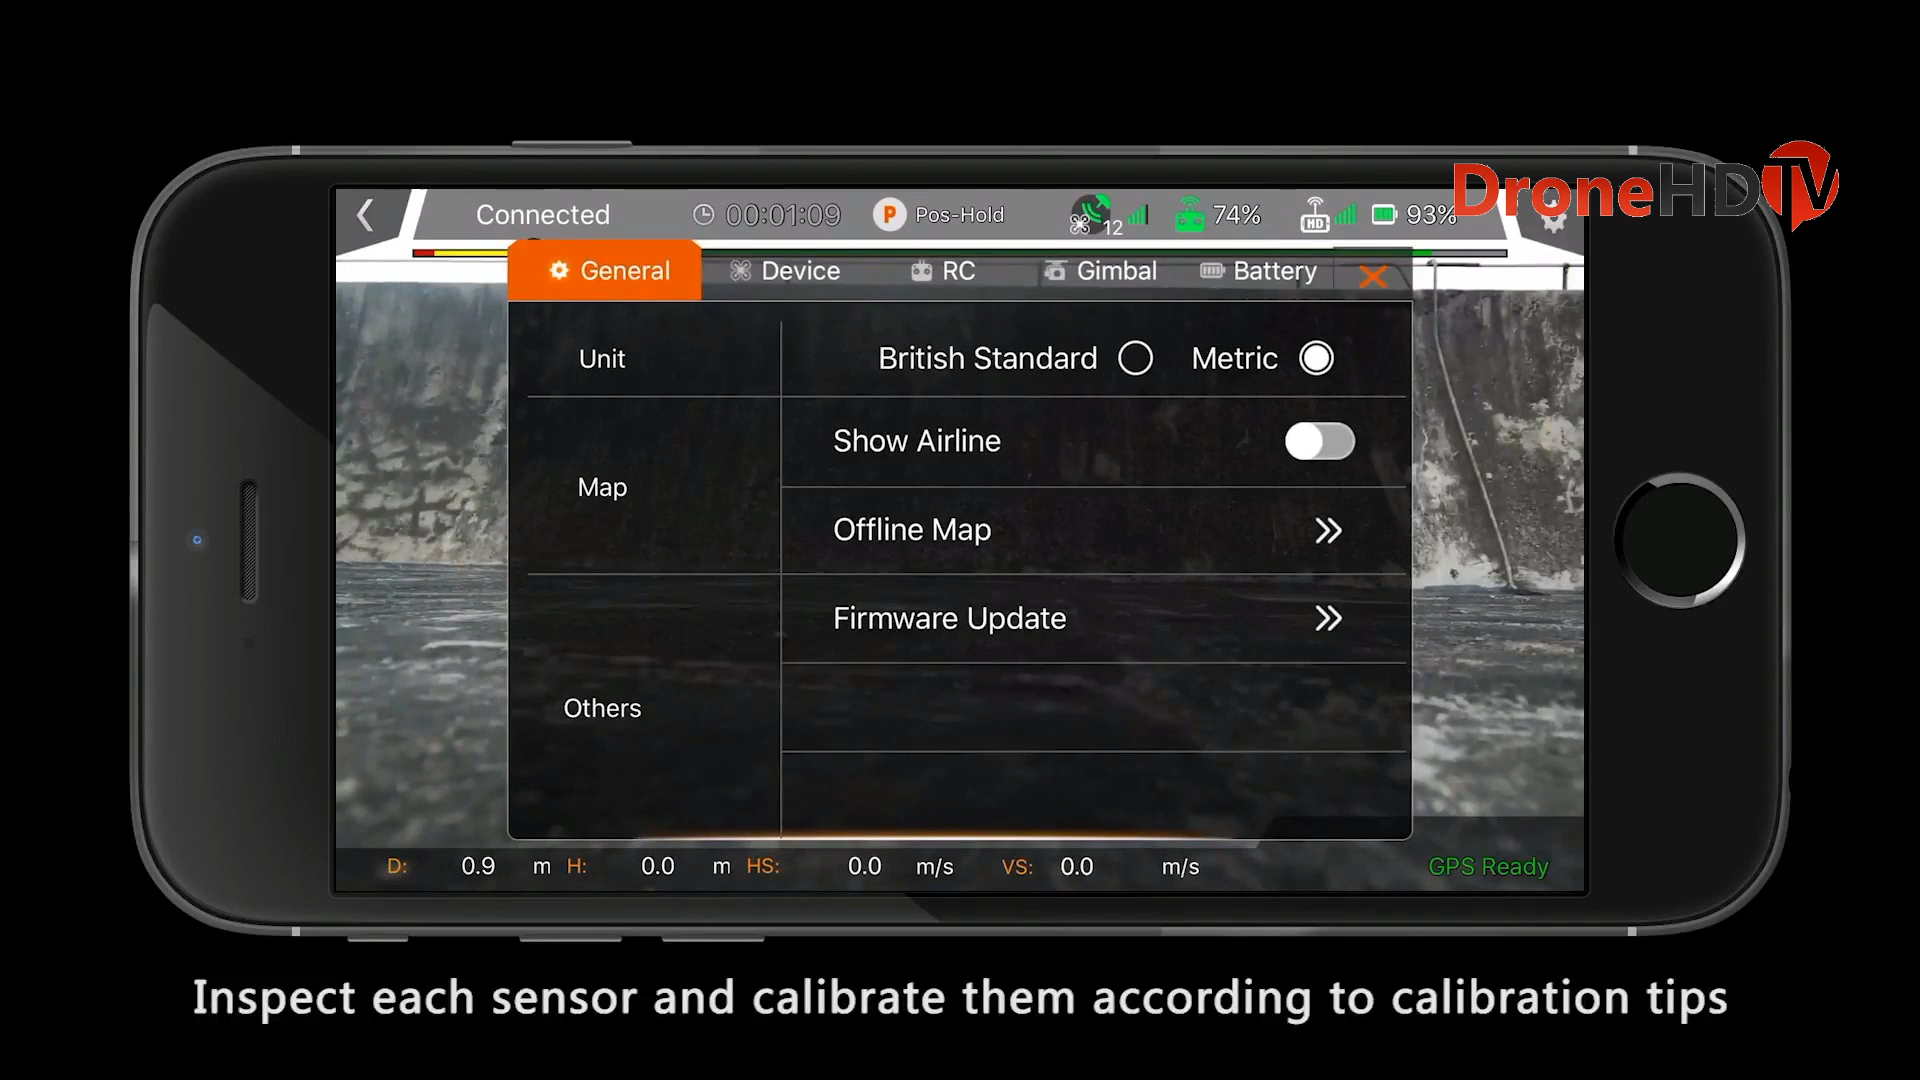 DroneHDTV
Connected 00:01:09 P Pos-Hold 12 74% HD 93%
General Device RC Gimbal Battery
Unit British Standard Metric
Show Airline
Map
Offline Map
Firmware Update
Others
D: 0.9 m H: 0.0 m HS: 0.0 m/s VS: 0.0 m/s GPS Ready
Inspect each sensor and calibrate them according to calibration tips